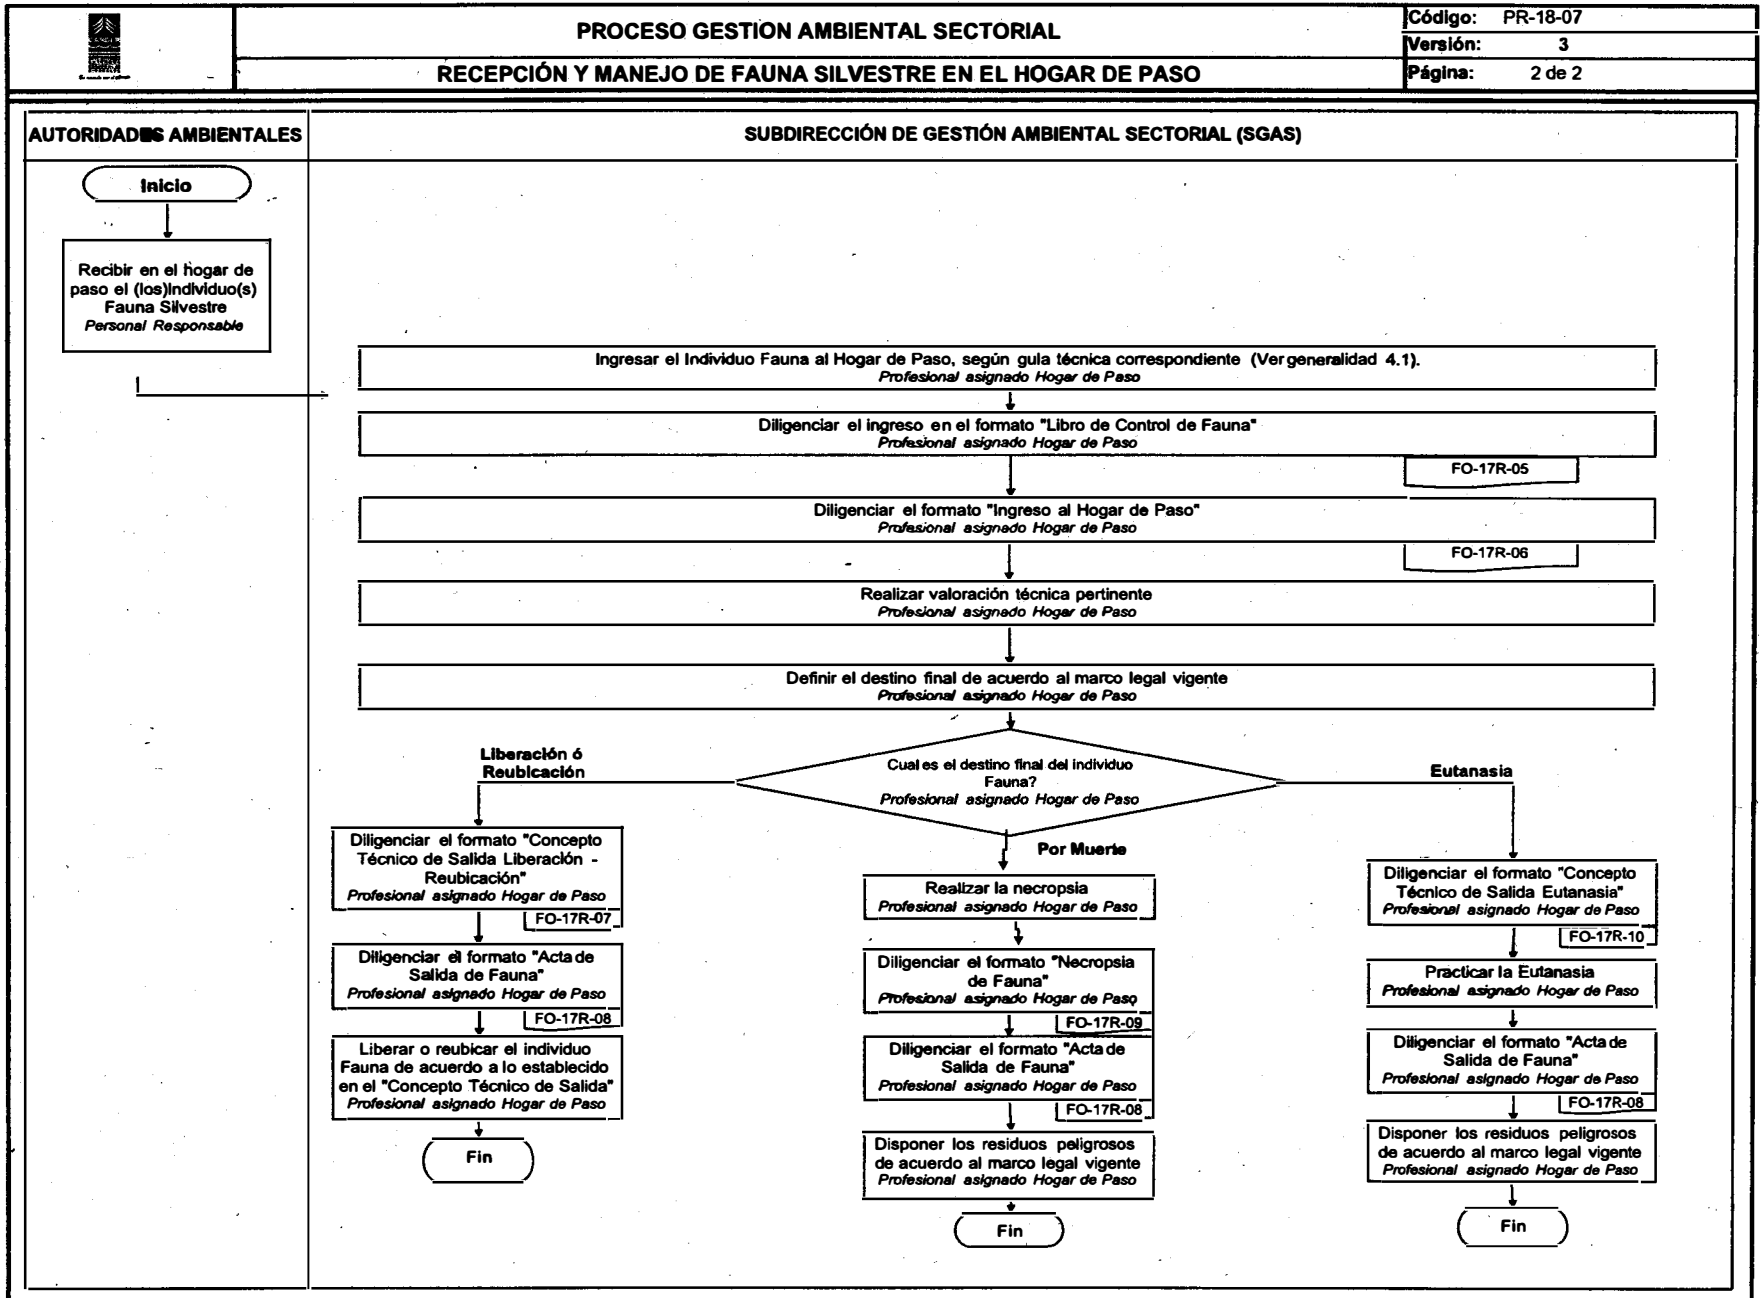 PROCESO GESTION AMBIENTAL SECTORIAL
RECEPCIÓN Y MANEJO DE FAUNA SILVESTRE EN EL HOGAR DE PASO
Código: PR-18-07
Versión: 3
Página: 2 de 2
AUTORIDADES AMBIENTALES
SUBDIRECCIÓN DE GESTIÓN AMBIENTAL SECTORIAL (SGAS)
Inicio
Recibir en el hogar de
paso el (los)Individuo(s)
Fauna Silvestre
Personal Responsable
Ingresar el Individuo Fauna al Hogar de Paso, según gula técnica correspondiente (Ver generalidad 4.1).
Profesional asignado Hogar de Paso
Diligenciar el ingreso en el formato "Libro de Control de Fauna"
Profesional asignado Hogar de Paso
FO-17R-05
Diligenciar el formato "Ingreso al Hogar de Paso"
Profesional asignado Hogar de Paso
FO-17R-06
Realizar valoración técnica pertinente
Profesional asignado Hogar de Paso
Definir el destino final de acuerdo al marco legal vigente
Profesional asignado Hogar de Paso
Cual es el destino final del individuo
Fauna?
Profesional asignado Hogar de Paso
Liberación ó
Reubicación
Diligenciar el formato "Concepto
Técnico de Salida Liberación -
Reubicación"
Profesional asignado Hogar de Paso
FO-17R-07
Diligenciar el formato "Acta de
Salida de Fauna"
Profesional asignado Hogar de Paso
FO-17R-08
Liberar o reubicar el individuo
Fauna de acuerdo a lo establecido
en el "Concepto Técnico de Salida"
Profesional asignado Hogar de Paso
Fin
Por Muerte
Realizar la necropsia
Profesional asignado Hogar de Paso
Diligenciar el formato "Necropsia
de Fauna"
Profesional asignado Hogar de Paso
FO-17R-09
Diligenciar el formato "Acta de
Salida de Fauna"
Profesional asignado Hogar de Paso
FO-17R-08
Disponer los residuos peligrosos
de acuerdo al marco legal vigente
Profesional asignado Hogar de Paso
Fin
Eutanasia
Diligenciar el formato "Concepto
Técnico de Salida Eutanasia"
Profesional asignado Hogar de Paso
FO-17R-10
Practicar la Eutanasia
Profesional asignado Hogar de Paso
Diligenciar el formato "Acta de
Salida de Fauna"
Profesional asignado Hogar de Paso
FO-17R-08
Disponer los residuos peligrosos
de acuerdo al marco legal vigente
Profesional asignado Hogar de Paso
Fin